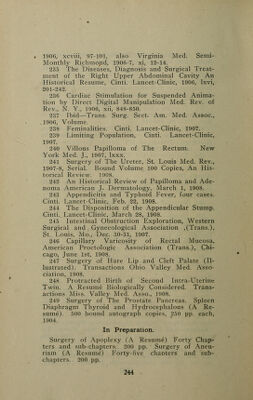 1906, xcviii, 97-101, also Virginia Med. Semi-
Monthly Richmond, 1906-7, xi, 12-14.
235 The Diseases, Diagnosis and Surgical Treat-
ment of the Right Upper Abdominal Cavity An
Historical Resume, Cinti. Lancet-Clinic, 1906, lxvi,
201-242.
236 Cardiac Stimulation for Suspended Anima-
tion by Direct Digital Manipulation Med. Rev. of
Rev., N. Y., 1906, xii, 848-850.
237 Ibid—Trans. Surg. Sect. Am. Med. Assoc.,
1906, Volume.
238 Feminalities. Cinti. Lancet-Clinic, 1907.
239 Limiting Population, Cinti. Lancet-Clinic,
1907.
240 Villous Papilloma of The Rectum. New
York Med. J., 1907, lxxx.
241 Surgery of The Ureter, St. Louis Med. Rev.,
1907-8, Serial. Bound Volume 100 Copies, An His-
torical Review. 1908.
242 An Historical Review of Papilloma and Ade-
noma American J. Dermatology, March 1, 1908.
243 Appendicitis and Typhoid Fever, four cases.
Cinti. Lancet-Clinic, Feb. 22, 1908.
244 The Disposition of the Appendicular Stump.
Cinti. Lancet-Clinic, March 28, 1908.
245 Intestinal Obstruction Exploration, Western
Surgical and Gynecological Association ,(Trans.),
St. Louis, Mo., Dec. 30-31, 1907.
246 Capillary Varicosity of Rectal Mucosa,
American Proctologic Association (Trans.), Chi-
cago, June 1st, 1908.
247 Surgery of Hare Lip and Cleft Palate (Il-
lustrated). Transactions Ohio Valley Med. Asso-
ciation, 1908.
248 Protracted Birth of Second Intra-Uterine
Twin. A Resumé Biologically Considered. Trans-
actions Miss. Valley Med. Assn., 1908.
249 Surgery of The Prostate Pancreas. Spleen
Diaphragm Thyroid and Hydrocephalous (A Re-
sumé) 500 bound autograph copies, 250 pp. each,
1904.
In Preparation.
Surgery of Apoplexy (A Resumé) Forty Chap-
ters and sub-chapters. 200 pp. Surgery of Aneu-
rism (A Resumé) Forty-five chapters and sub-
chapters. 200 pp.
244